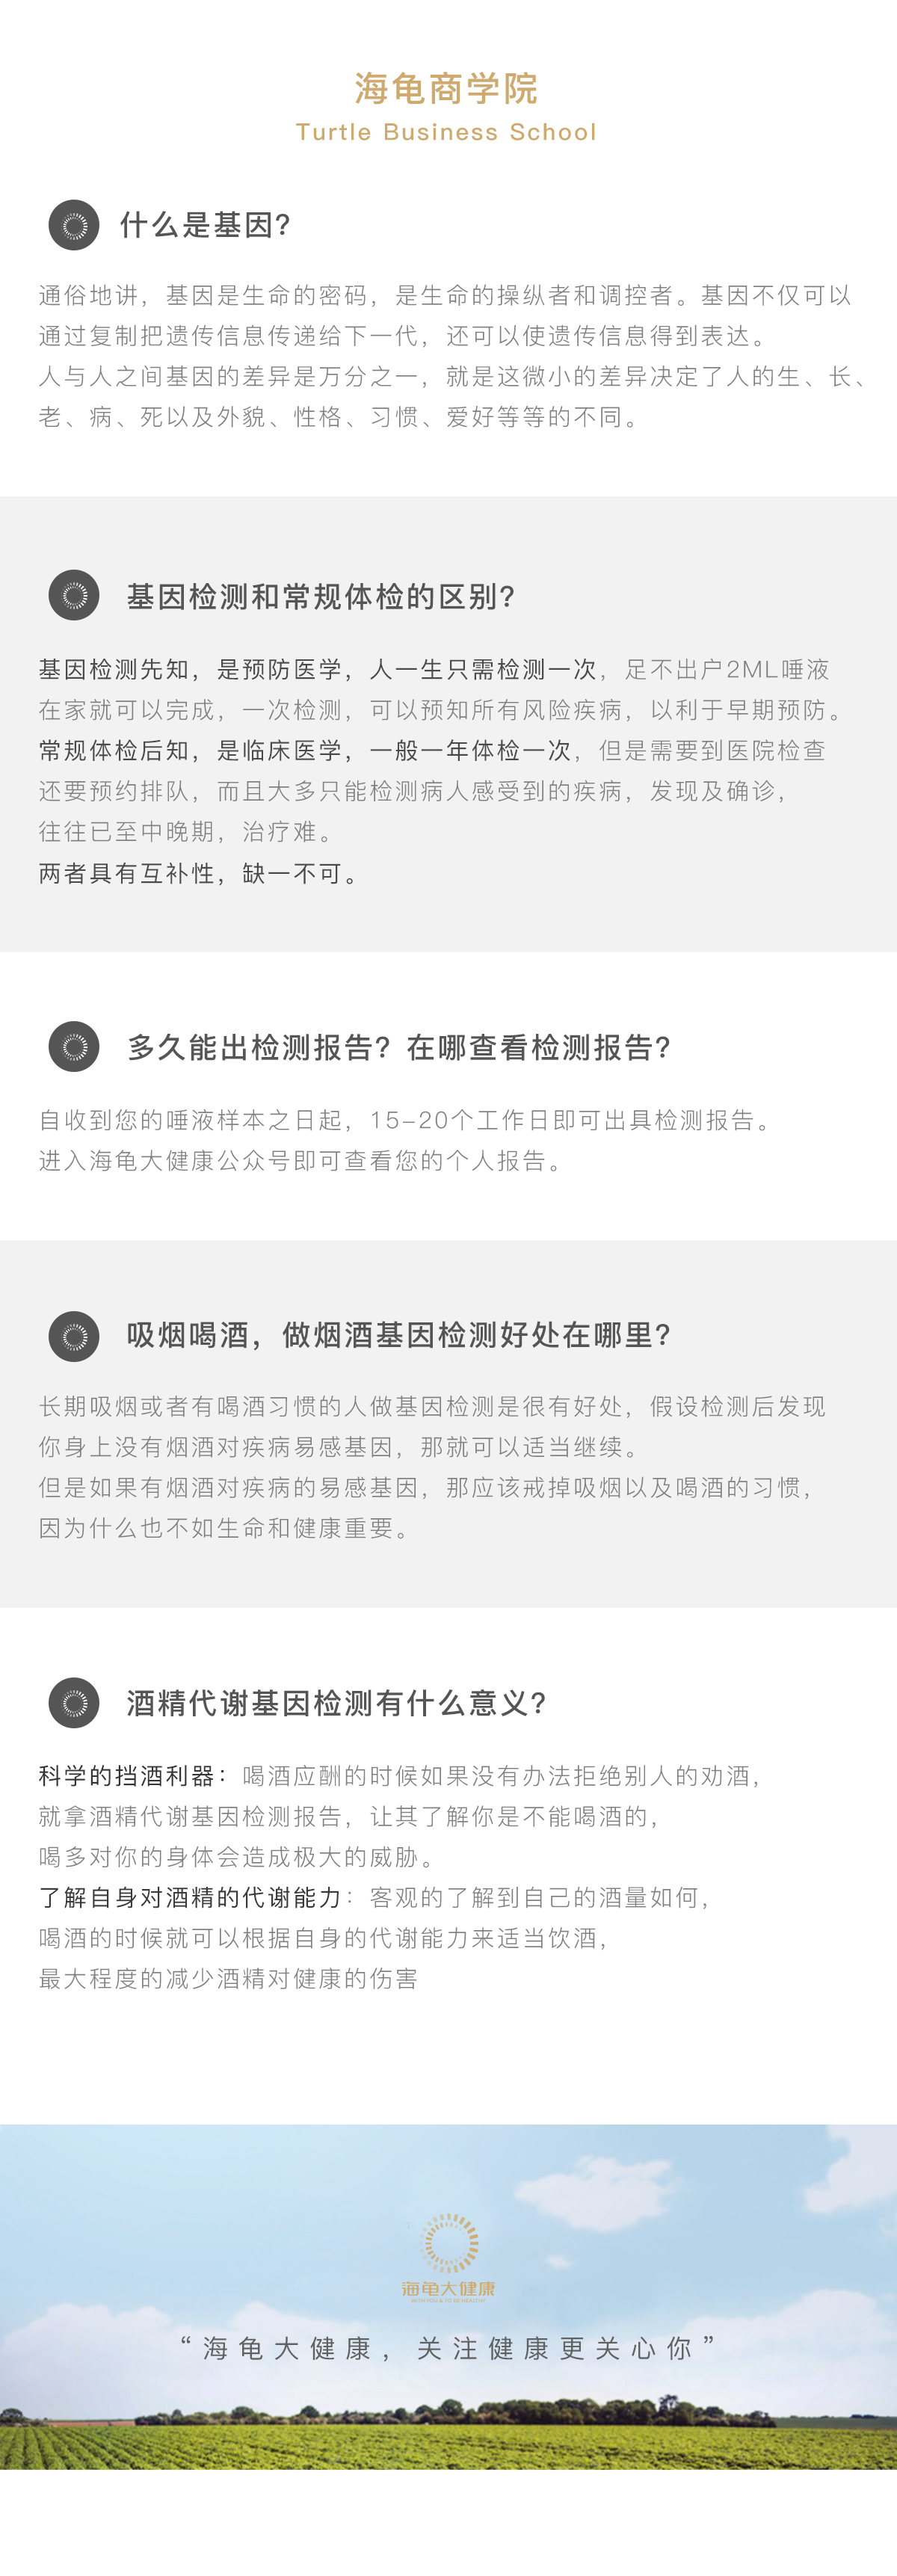 海龟商学院
Turtle Business School
什么是基因?
通俗地讲，基因是生命的密码，是生命的操纵者和调控者。基因不仅可以
通过复制把遗传信息传递给下一代，还可以使遗传信息得到表达。
人与人之间基因的差异是万分之一，就是这微小的差异决定了人的生、长、
老、病、死以及外貌、性格、习惯、爱好等等的不同。
基因检测和常规体检的区别?
基因检测先知，是预防医学，人一生只需检测一次，足不出户2ML唾液
在家就可以完成，一次检测，可以预知所有风险疾病，以利于早期预防。
常规体检后知，是临床医学，一般一年体检一次，但是需要到医院检查
还要预约排队，而且大多只能检测病人感受到的疾病，发现及确诊，
往往已至中晚期，治疗难。
两者具有互补性，缺一不可。
多久能出检测报告？在哪查看检测报告?
自收到您的唾液样本之日起，15-20个工作日即可出具检测报告。
进入海龟大健康公众号即可查看您的个人报告。
吸烟喝酒，做烟酒基因检测好处在哪里?
长期吸烟或者有喝酒习惯的人做基因检测是很有好处，假设检测后发现
你身上没有烟酒对疾病易感基因，那就可以适当继续。
但是如果有烟酒对疾病的易感基因，那应该戒掉吸烟以及喝酒的习惯，
因为什么也不如生命和健康重要。
酒精代谢基因检测有什么意义?
科学的挡酒利器：喝酒应酬的时候如果没有办法拒绝别人的劝酒，
就拿酒精代谢基因检测报告，让其了解你是不能喝酒的，
喝多对你的身体会造成极大的威胁。
了解自身对酒精的代谢能力：客观的了解到自己的酒量如何，
喝酒的时候就可以根据自身的代谢能力来适当饮酒，
最大程度的减少酒精对健康的伤害
海龟大健康
“海龟大健康，关注健康更关心你”